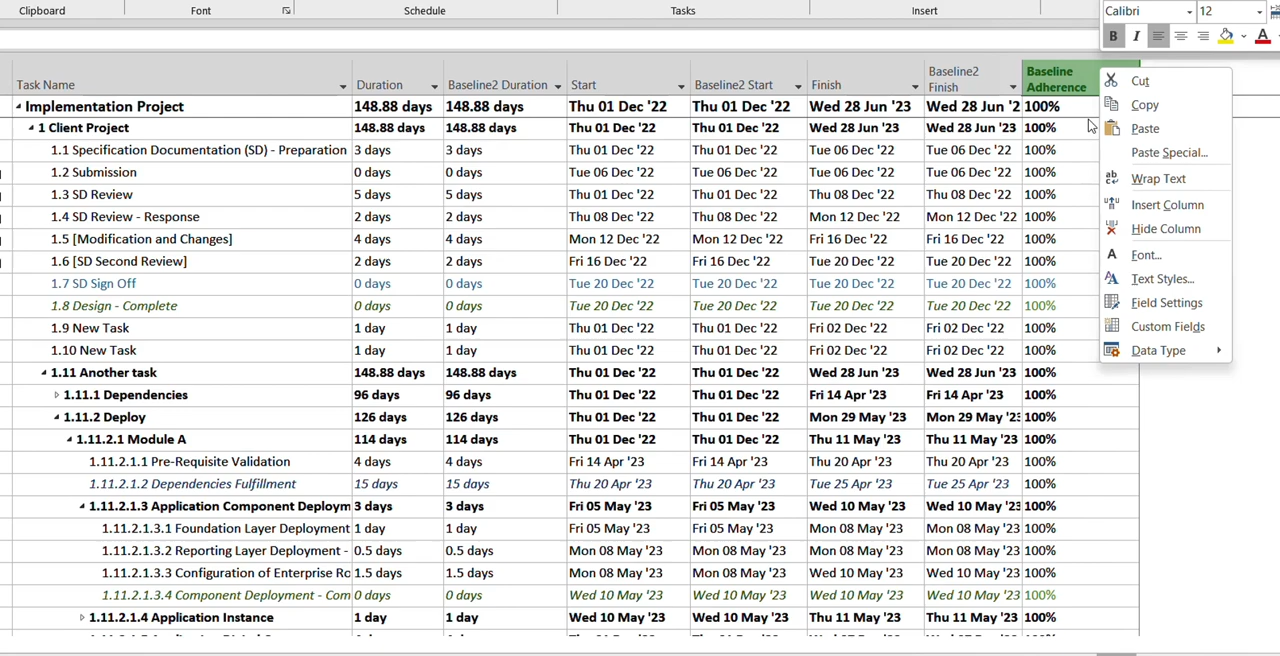 Clipboard Font Schedule Tasks Insert
Calibri 12
B I A
Task Name Duration Baseline2 Duration Start Baseline2 Start Finish Baseline2 Finish Baseline Adherence
Implementation Project 148.88 days 148.88 days Thu 01 Dec '22 Thu 01 Dec '22 Wed 28 Jun '23 Wed 28 Jun '2 100%
1 Client Project 148.88 days 148.88 days Thu 01 Dec '22 Thu 01 Dec '22 Wed 28 Jun '23 Wed 28 Jun '23 100%
1.1 Specification Documentation (SD) - Preparation 3 days 3 days Thu 01 Dec '22 Thu 01 Dec '22 Tue 06 Dec '22 Tue 06 Dec '22 100%
1.2 Submission 0 days 0 days Tue 06 Dec '22 Tue 06 Dec '22 Tue 06 Dec '22 Tue 06 Dec '22 100%
1.3 SD Review 5 days 5 days Thu 01 Dec '22 Thu 01 Dec '22 Thu 08 Dec '22 Thu 08 Dec '22 100%
1.4 SD Review - Response 2 days 2 days Thu 08 Dec '22 Thu 08 Dec '22 Mon 12 Dec '22 Mon 12 Dec '22 100%
1.5 [Modification and Changes] 4 days 4 days Mon 12 Dec '22 Mon 12 Dec '22 Fri 16 Dec '22 Fri 16 Dec '22 100%
1.6 [SD Second Review] 2 days 2 days Fri 16 Dec '22 Fri 16 Dec '22 Tue 20 Dec '22 Tue 20 Dec '22 100%
1.7 SD Sign Off 0 days 0 days Tue 20 Dec '22 Tue 20 Dec '22 Tue 20 Dec '22 Tue 20 Dec '22 100%
1.8 Design - Complete 0 days 0 days Tue 20 Dec '22 Tue 20 Dec '22 Tue 20 Dec '22 Tue 20 Dec '22 100%
1.9 New Task 1 day 1 day Thu 01 Dec '22 Thu 01 Dec '22 Fri 02 Dec '22 Fri 02 Dec '22 100%
1.10 New Task 1 day 1 day Thu 01 Dec '22 Thu 01 Dec '22 Fri 02 Dec '22 Fri 02 Dec '22 100%
1.11 Another task 148.88 days 148.88 days Thu 01 Dec '22 Thu 01 Dec '22 Wed 28 Jun '23 Wed 28 Jun '23 100%
1.11.1 Dependencies 96 days 96 days Thu 01 Dec '22 Thu 01 Dec '22 Fri 14 Apr '23 Fri 14 Apr '23 100%
1.11.2 Deploy 126 days 126 days Thu 01 Dec '22 Thu 01 Dec '22 Mon 29 May '23 Mon 29 May '23 100%
1.11.2.1 Module A 114 days 114 days Thu 01 Dec '22 Thu 01 Dec '22 Thu 11 May '23 Thu 11 May '23 100%
1.11.2.1.1 Pre-Requisite Validation 4 days 4 days Fri 14 Apr '23 Fri 14 Apr '23 Thu 20 Apr '23 Thu 20 Apr '23 100%
1.11.2.1.2 Dependencies Fulfillment 15 days 15 days Thu 20 Apr '23 Thu 20 Apr '23 Tue 25 Apr '23 Tue 25 Apr '23 100%
1.11.2.1.3 Application Component Deploym 3 days 3 days Fri 05 May '23 Fri 05 May '23 Wed 10 May '23 Wed 10 May '23 100%
1.11.2.1.3.1 Foundation Layer Deployment 1 day 1 day Fri 05 May '23 Fri 05 May '23 Mon 08 May '23 Mon 08 May '23 100%
1.11.2.1.3.2 Reporting Layer Deployment - 0.5 days 0.5 days Mon 08 May '23 Mon 08 May '23 Mon 08 May '23 Mon 08 May '23 100%
1.11.2.1.3.3 Configuration of Enterprise Ro 1.5 days 1.5 days Mon 08 May '23 Mon 08 May '23 Wed 10 May '23 Wed 10 May '23 100%
1.11.2.1.3.4 Component Deployment - Com 0 days 0 days Wed 10 May '23 Wed 10 May '23 Wed 10 May '23 Wed 10 May '23 100%
1.11.2.1.4 Application Instance 1 day 1 day Wed 10 May '23 Wed 10 May '23 Thu 11 May '23 Thu 11 May '23 100%
Cut
Copy
Paste
Paste Special...
Wrap Text
Insert Column
Hide Column
Font...
Text Styles...
Field Settings
Custom Fields
Data Type